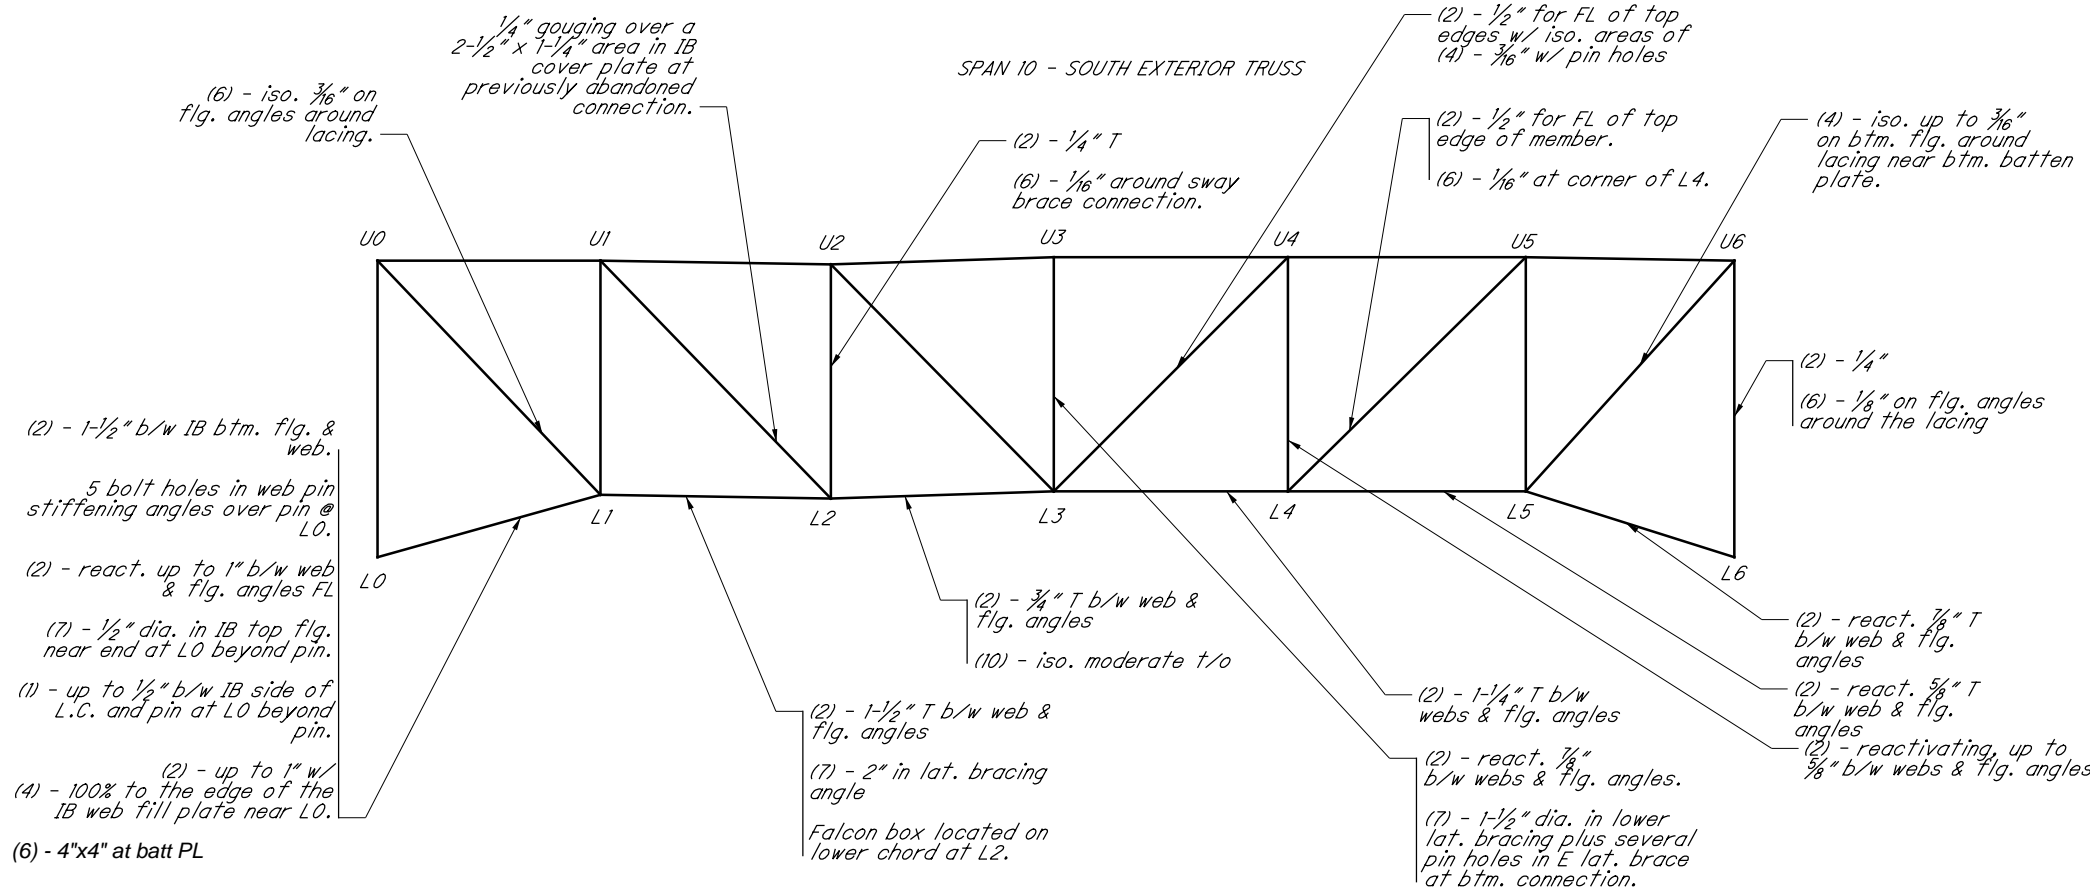 SPAN 10 - SOUTH EXTERIOR TRUSS
(6) - iso. 3/16" on
flg. angles around
lacing.
1/4" gouging over a
2-1/2" x 1-1/4" area in IB
cover plate at
previously abandoned
connection.
(2) - 1/4" T
(6) - 1/16" around sway
brace connection.
(2) - 1/2" for FL of top
edges w/ iso. areas of
(4) - 3/16" w/ pin holes
(2) - 1/2" for FL of top
edge of member.
(6) - 1/16" at corner of L4.
(4) - iso. up to 3/16"
on btm. flg. around
lacing near btm. batten
plate.
U0
U1
U2
U3
U4
U5
U6
(2) - 1/4"
(6) - 1/8" on flg. angles
around the lacing
L0
L1
L2
L3
L4
L5
L6
(2) - 1-1/2" b/w IB btm. flg. &
web.
5 bolt holes in web pin
stiffening angles over pin @
L0.
(2) - react. up to 1" b/w web
& flg. angles FL
(7) - 1/2" dia. in IB top flg.
near end at L0 beyond pin.
(1) - up to 1/2" b/w IB side of
L.C. and pin at L0 beyond
pin.
(2) - up to 1" w/
(4) - 100% to the edge of the
IB web fill plate near L0.
(6) - 4"x4" at batt PL
(2) - 1-1/2" T b/w web &
flg. angles
(7) - 2" in lat. bracing
angle
Falcon box located on
lower chord at L2.
(2) - 3/4" T b/w web &
flg. angles
(10) - iso. moderate t/o
(2) - 1-1/4" T b/w
webs & flg. angles
(2) - react. 7/8"
b/w webs & flg. angles.
(7) - 1-1/2" dia. in lower
lat. bracing plus several
pin holes in E lat. brace
at btm. connection.
(2) - react. 7/8" T
b/w web & flg.
angles
(2) - react. 5/8" T
b/w web & flg.
angles
(2) - reactivating, up to
5/8" b/w webs & flg. angles